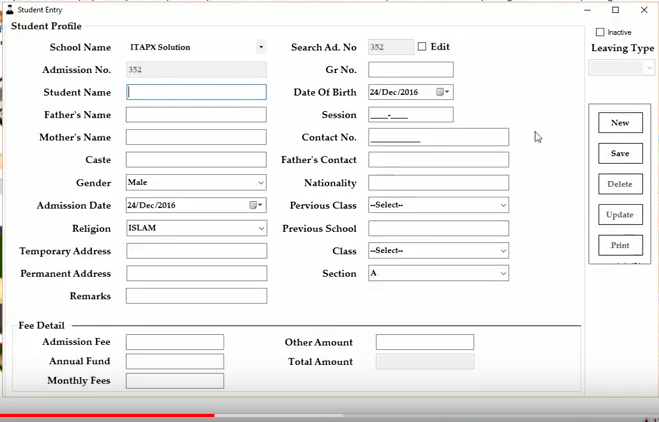 Student Entry
Student Profile
School Name ITAPX Solution Search Ad. No 352 Edit
Inactive
Leaving Type
Admission No. 352 Gr No.
Student Name Date Of Birth 24/Dec/2016
Father's Name Session ____-____
Mother's Name Contact No. ___________
Caste Father's Contact
Gender Male Nationality
Admission Date 24/Dec/2016 Pervious Class --Select--
Religion ISLAM Previous School
Temporary Address Class --Select--
Permanent Address Section A
Remarks
New
Save
Delete
Update
Print
Fee Detail
Admission Fee Other Amount
Annual Fund Total Amount
Monthly Fees